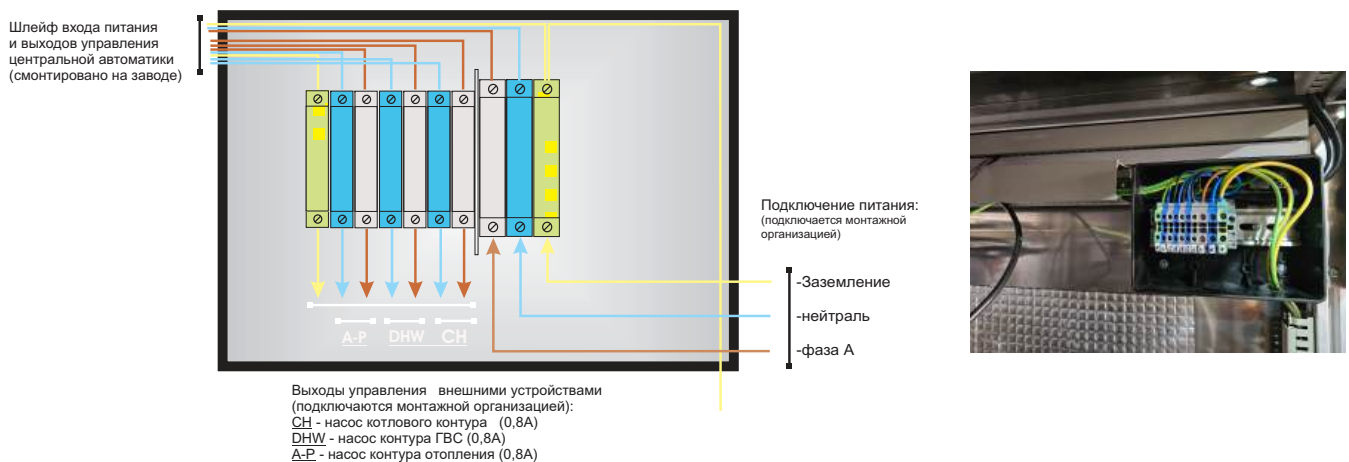 Шлейф входа питания
и выходов управления
центральной автоматики
(смонтировано на заводе)
A-P DHW CH
Подключение питания:
(подключается монтажной
организацией)
-Заземление
-нейтраль
-фаза А
Выходы управления внешними устройствами
(подключаются монтажной организацией):
CH - насос котлового контура (0,8А)
DHW - насос контура ГВС (0,8А)
A-P - насос контура отопления (0,8А)